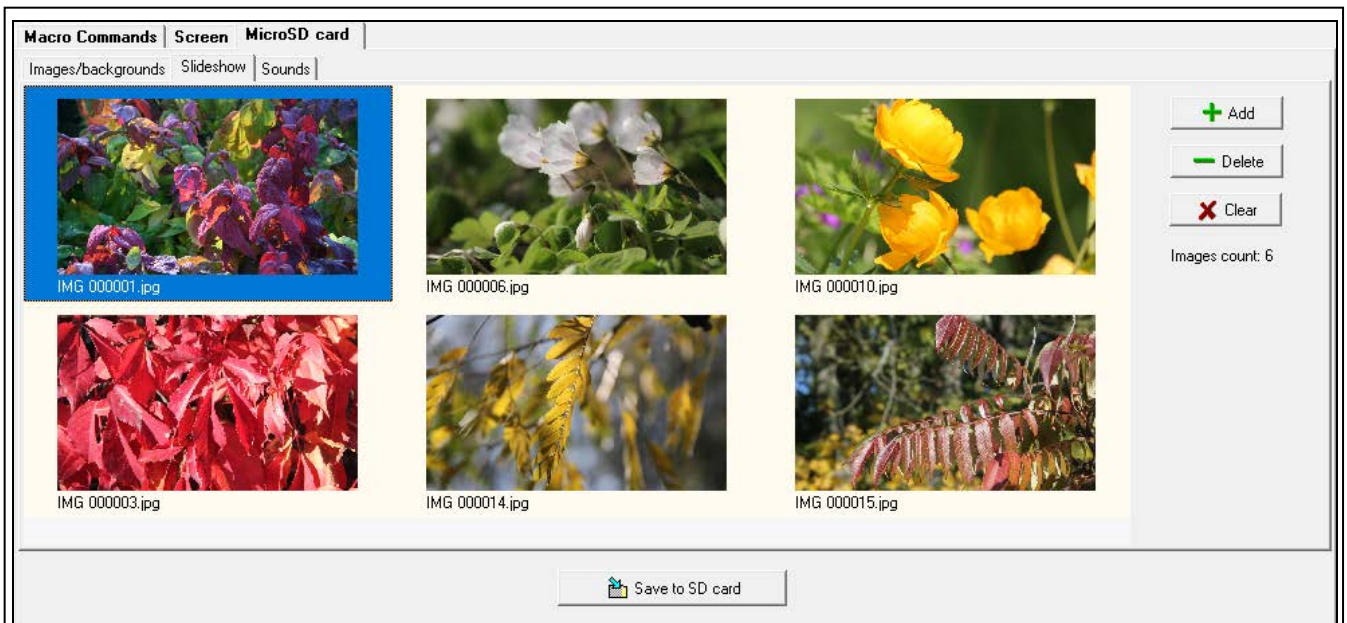 Macro Commands Screen MicroSD card
Images/backgrounds Slideshow Sounds
Add
Delete
Clear
Images count: 6
IMG 000001.jpg IMG 000006.jpg IMG 000010.jpg
IMG 000003.jpg IMG 000014.jpg IMG 000015.jpg
Save to SD card